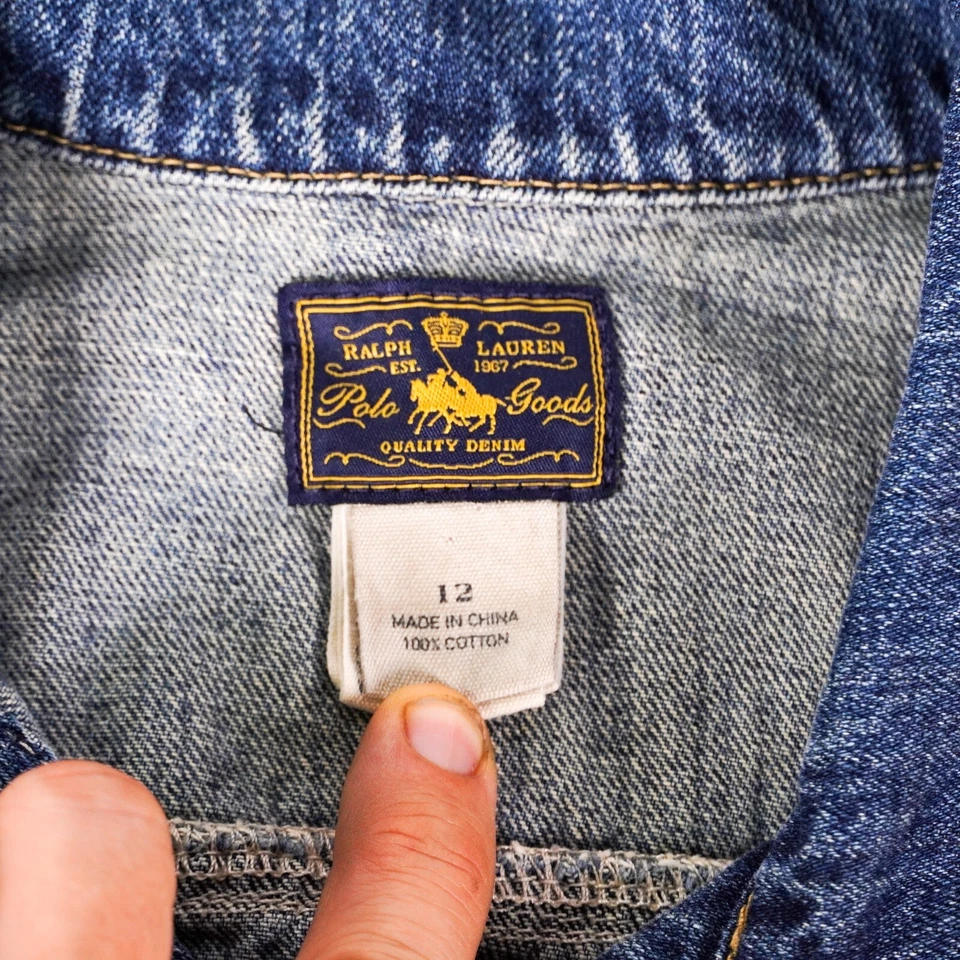 RALPH LAUREN
EST. 1967
Polo Goods
QUALITY DENIM
12
MADE IN CHINA
100% COTTON